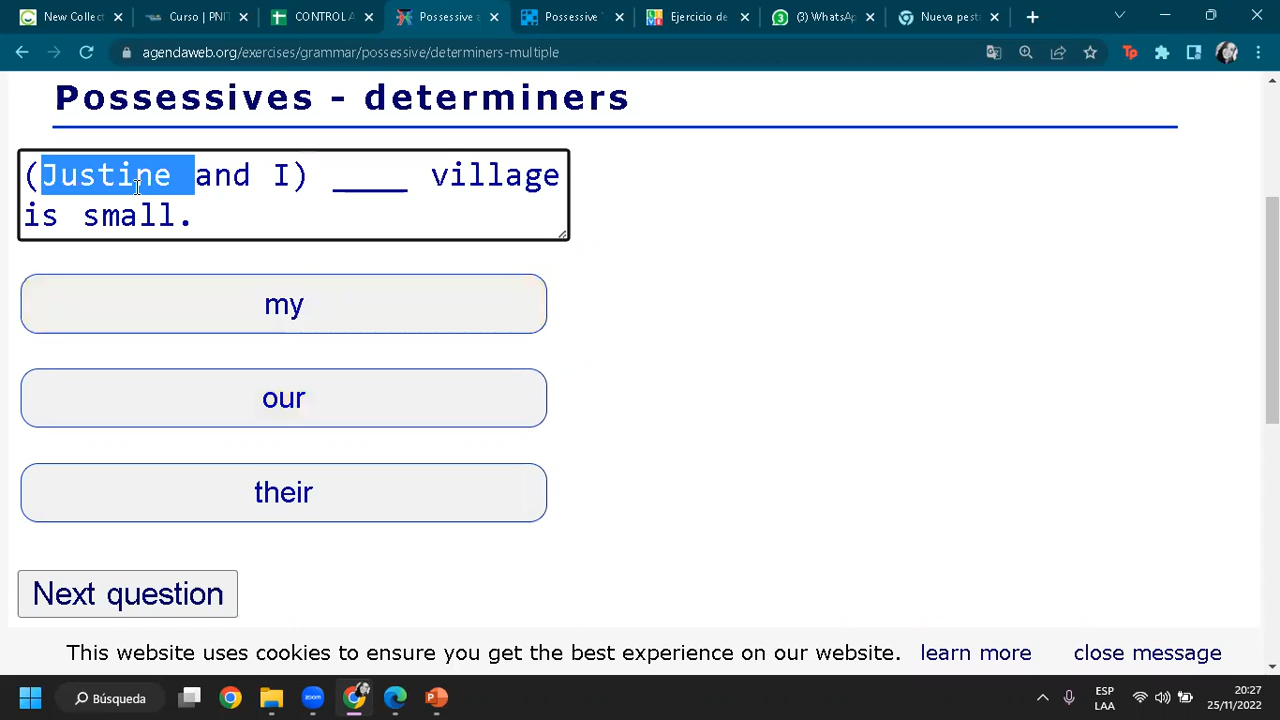 New Collect
Curso | PNIT
CONTROL A
Possessive a
Possessive 
Ejercicio de
(3) WhatsAp
Nueva pest
agendaweb.org/exercises/grammar/possessive/determiners-multiple
Possessives - determiners
(Justine and I) ____ village
is small.
my
our
their
Next question
This website uses cookies to ensure you get the best experience on our website. learn more close message
Búsqueda
zoom
ESP
LAA
20:27
25/11/2022